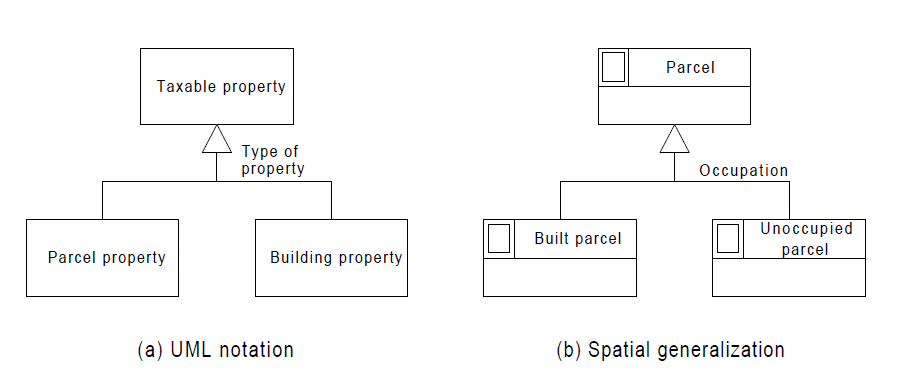 Taxable property
Type of
property
Parcel property
Building property
(a) UML notation
Parcel
Occupation
Built parcel
Unoccupied
parcel
(b) Spatial generalization